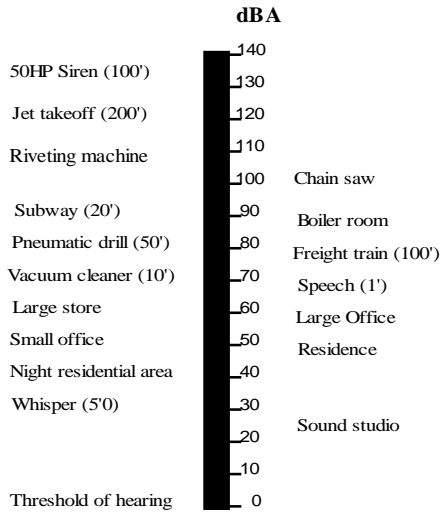 dBA
140
50HP Siren (100')
130
Jet takeoff (200')
120
Riveting machine
110
100
Chain saw
Subway (20')
90
Boiler room
Pneumatic drill (50')
80
Freight train (100')
Vacuum cleaner (10')
70
Speech (1')
Large store
60
Large Office
Small office
50
Residence
Night residential area
40
Whisper (5'0)
30
Sound studio
20
10
Threshold of hearing
0